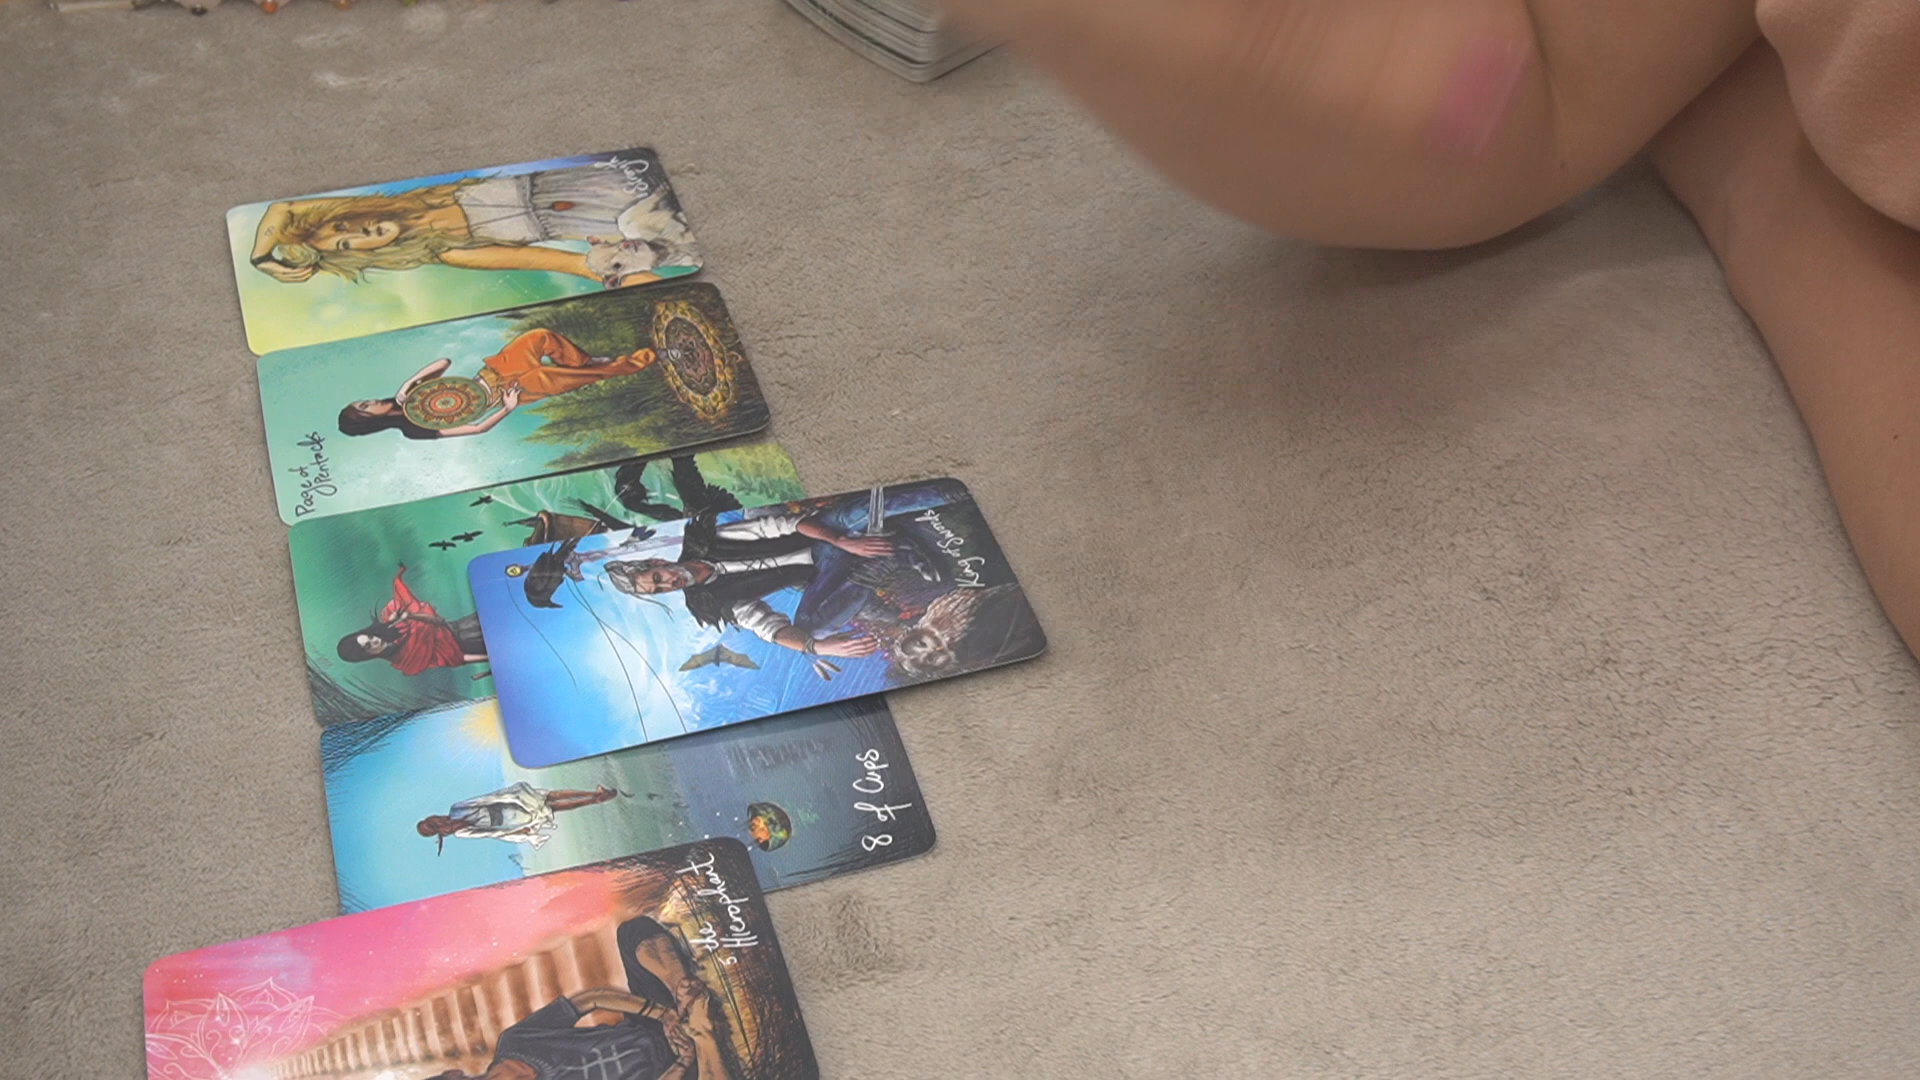 Page of
Pentacles
King of Swords
8 of Cups
the
5 Hierophant